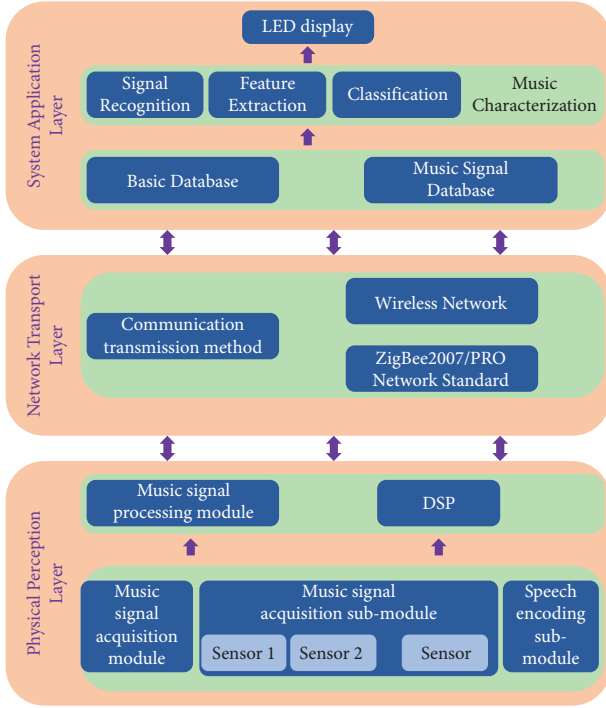 System Application
Layer
LED display
Signal
Recognition
Feature
Extraction
Classification
Music
Characterization
Basic Database
Music Signal
Database
Network Transport
Layer
Communication
transmission method
Wireless Network
ZigBee2007/PRO
Network Standard
Physical Perception
Layer
Music signal
processing module
DSP
Music
signal
acquisition
module
Music signal
acquisition sub-module
Sensor 1
Sensor 2
Sensor
Speech
encoding
sub-
module